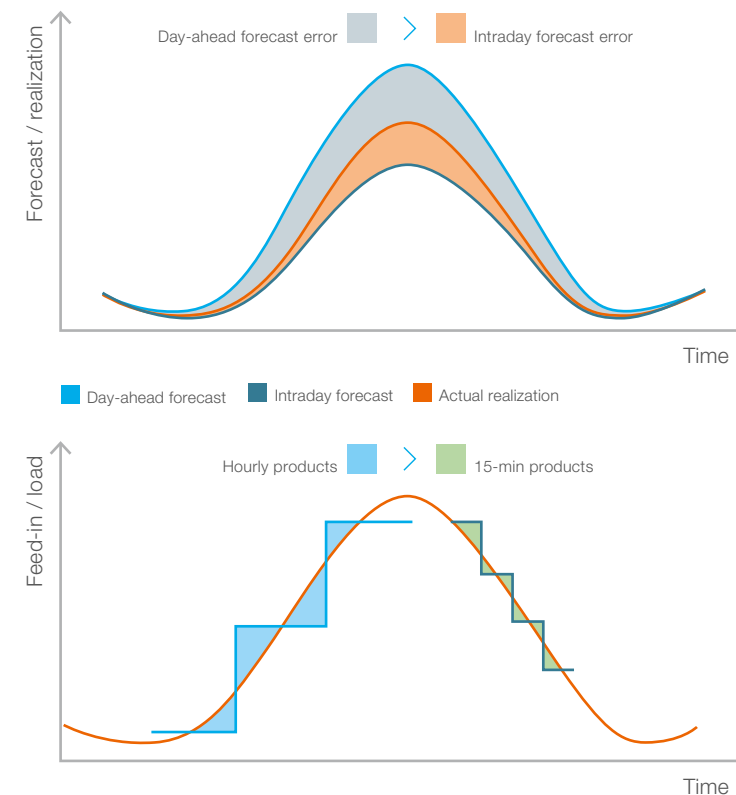 Day-ahead forecast error
Intraday forecast error
Forecast / realization
Time
Day-ahead forecast
Intraday forecast
Actual realization
Hourly products
15-min products
Feed-in / load
Time